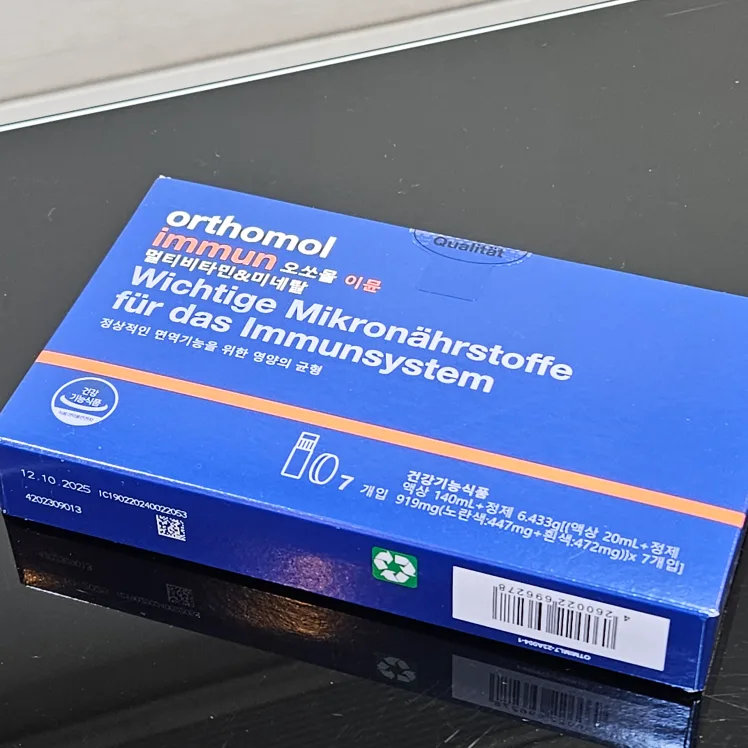 orthomol
immun 오쏘몰 이뮨
멀티비타민&미네랄
Wichtige Mikronährstoffe
für das Immunsystem
정상적인 면역기능을 위한 영양의 균형
Qualität
건강
기능식품
7 개입
건강기능식품
액상 140mL+정제 6.433g[(액상 20mL+정제
919mg(노란색:447mg+흰색:472mg))x 7개입]
12.10.2025 IC190220240022053
4202309013
4 260022 696278